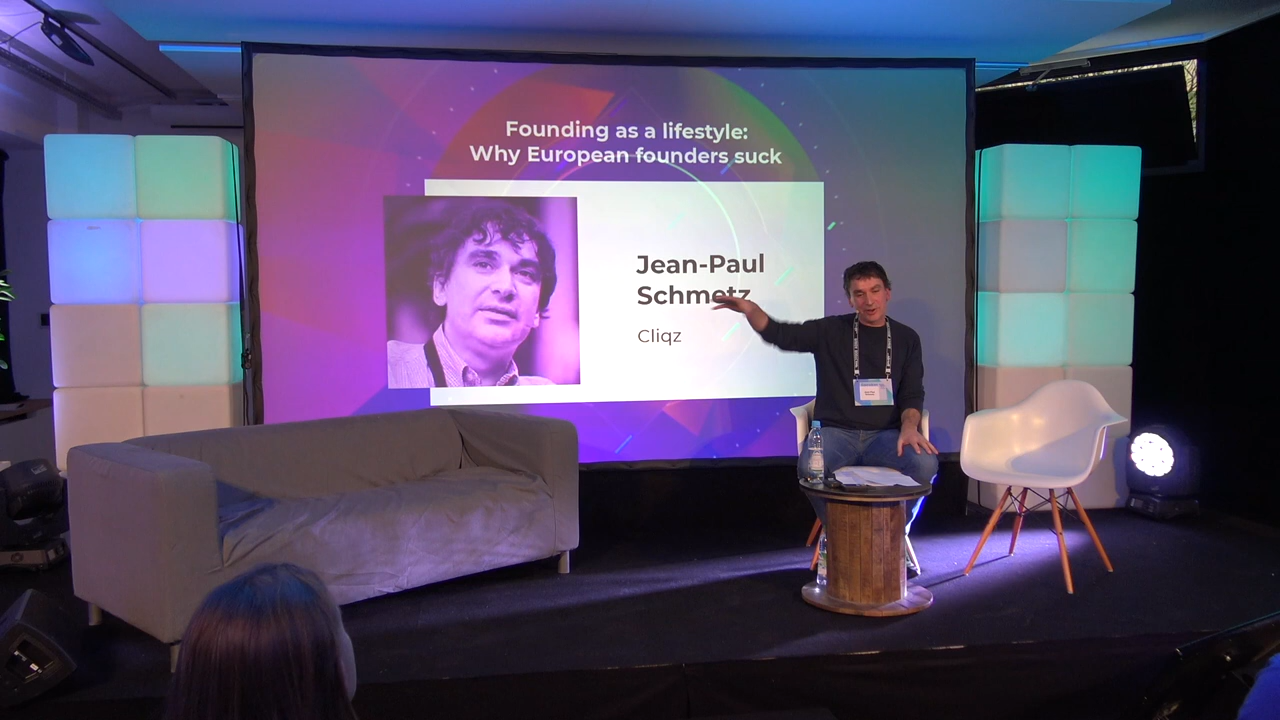 Founding as a lifestyle:
Why European founders suck
Jean-Paul
Schmetz
Cliqz